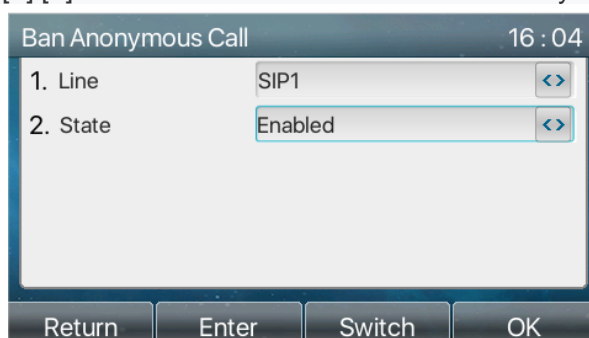 Ban Anonymous Call 16:04
1. Line SIP1 <>
2. State Enabled <>
Return Enter Switch OK